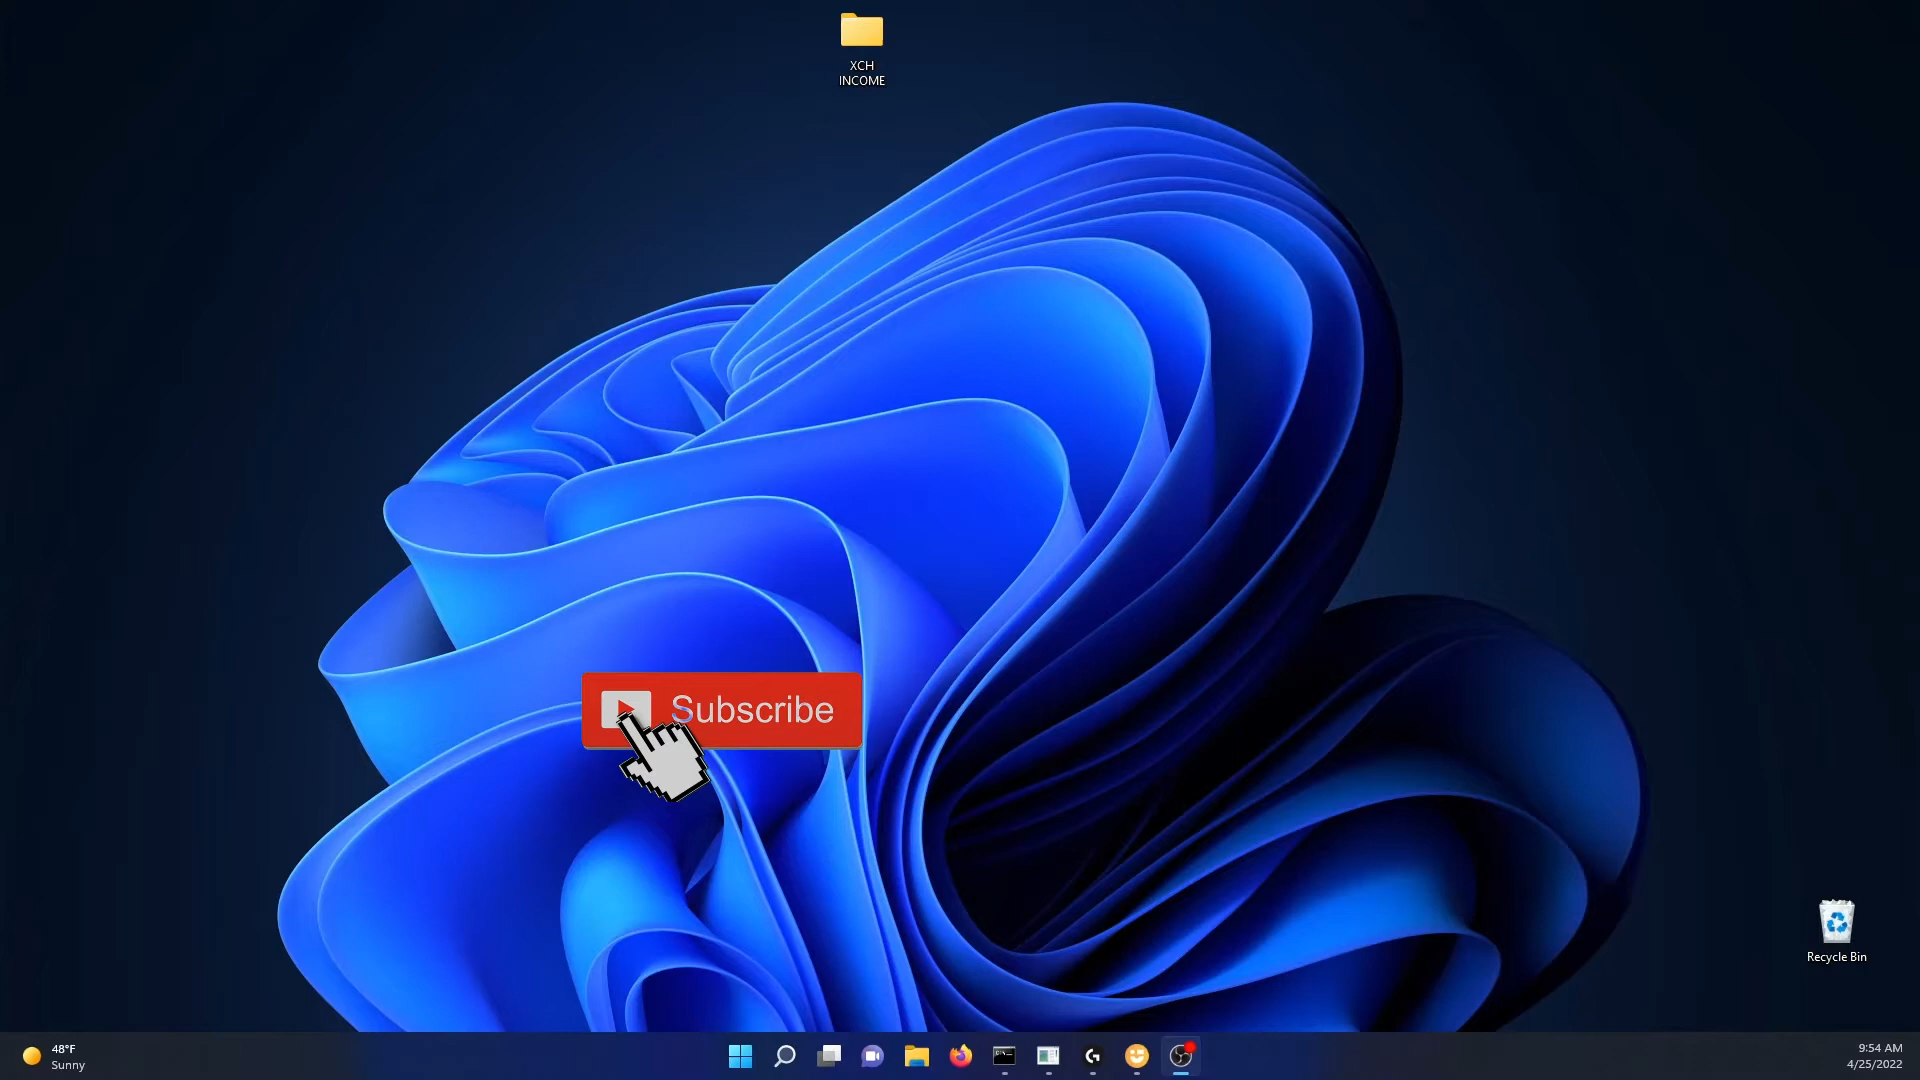 XCH
INCOME
Subscribe
Recycle Bin
48°F
Sunny
9:54 AM
4/25/2022